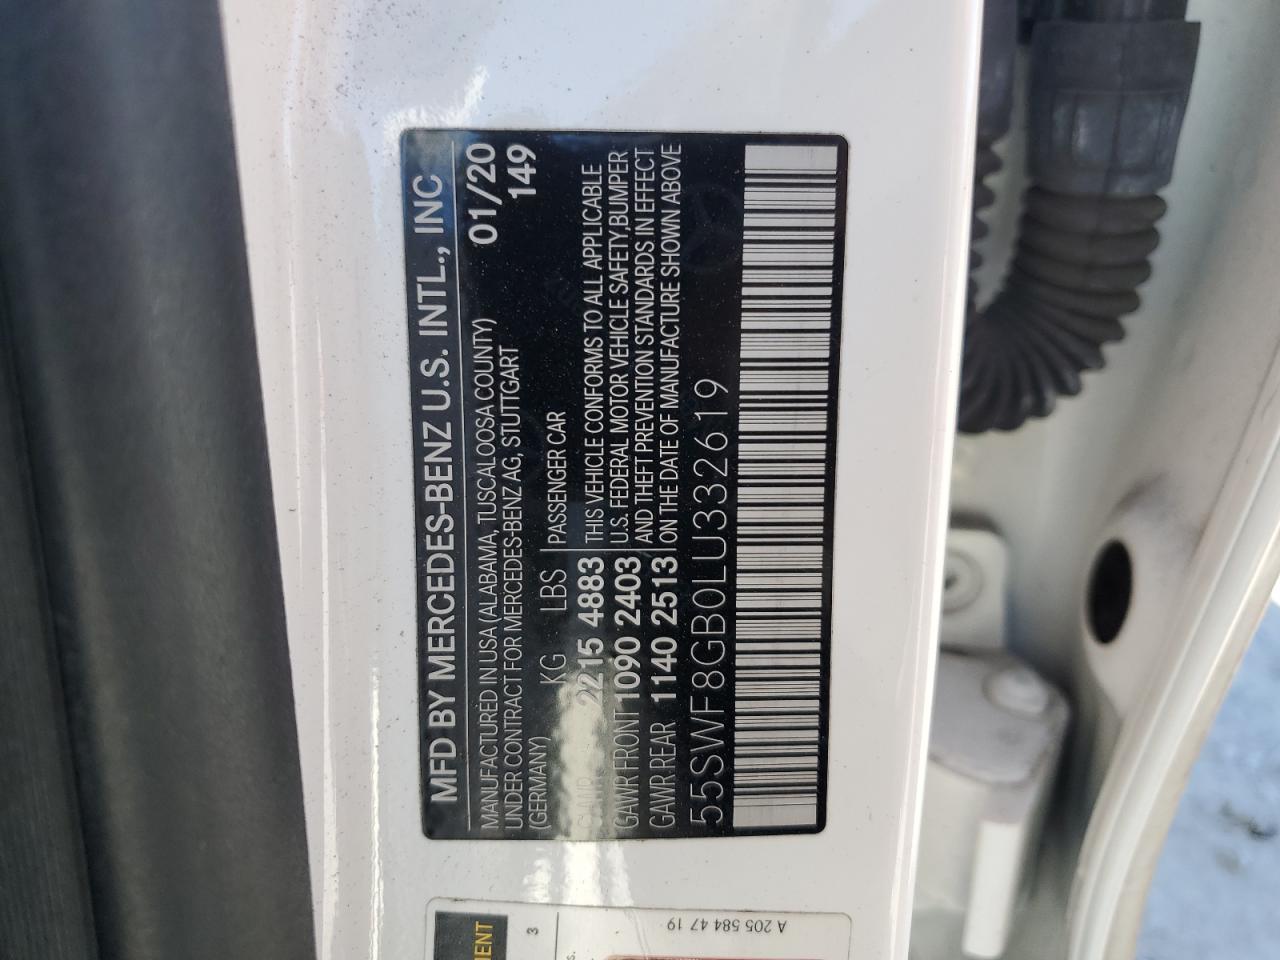 MFD BY MERCEDES-BENZ U.S. INTL., INC
MANUFACTURED IN USA (ALABAMA, TUSCALOOSA COUNTY) 01/20
UNDER CONTRACT FOR MERCEDES-BENZ AG, STUTTGART 149
(GERMANY)
KG LBS PASSENGER CAR
2215 4883 THIS VEHICLE CONFORMS TO ALL APPLICABLE
GAWR FRONT 1090 2403 U.S. FEDERAL MOTOR VEHICLE SAFETY,BUMPER
GAWR REAR 1140 2513 AND THEFT PREVENTION STANDARDS IN EFFECT
ON THE DATE OF MANUFACTURE SHOWN ABOVE
55SWF8GB0LU332619
3
A 205 584 47 19